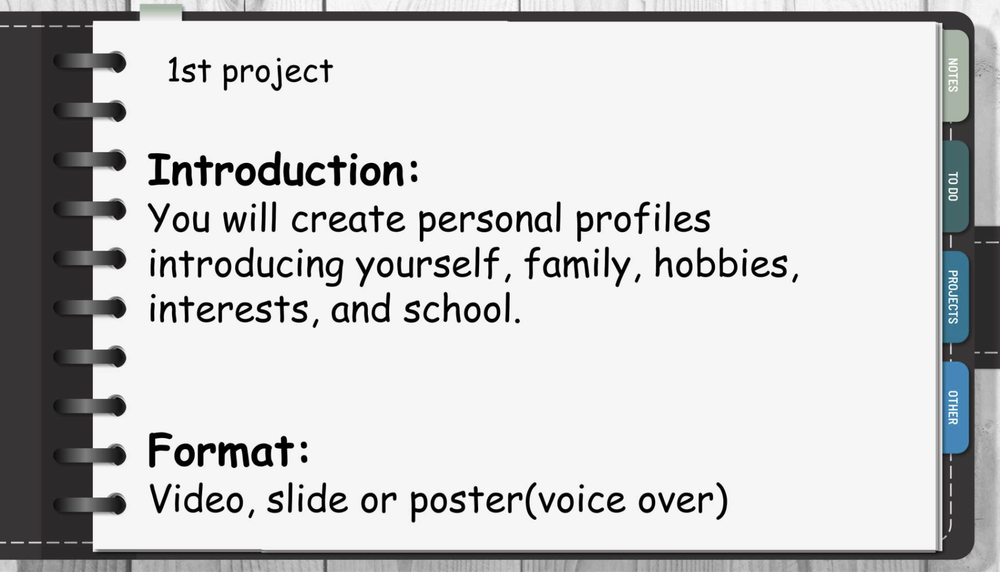 1st project
Introduction:
You will create personal profiles
introducing yourself, family, hobbies,
interests, and school.
Format:
Video, slide or poster(voice over)
NOTES
TO DO
PROJECTS
OTHER